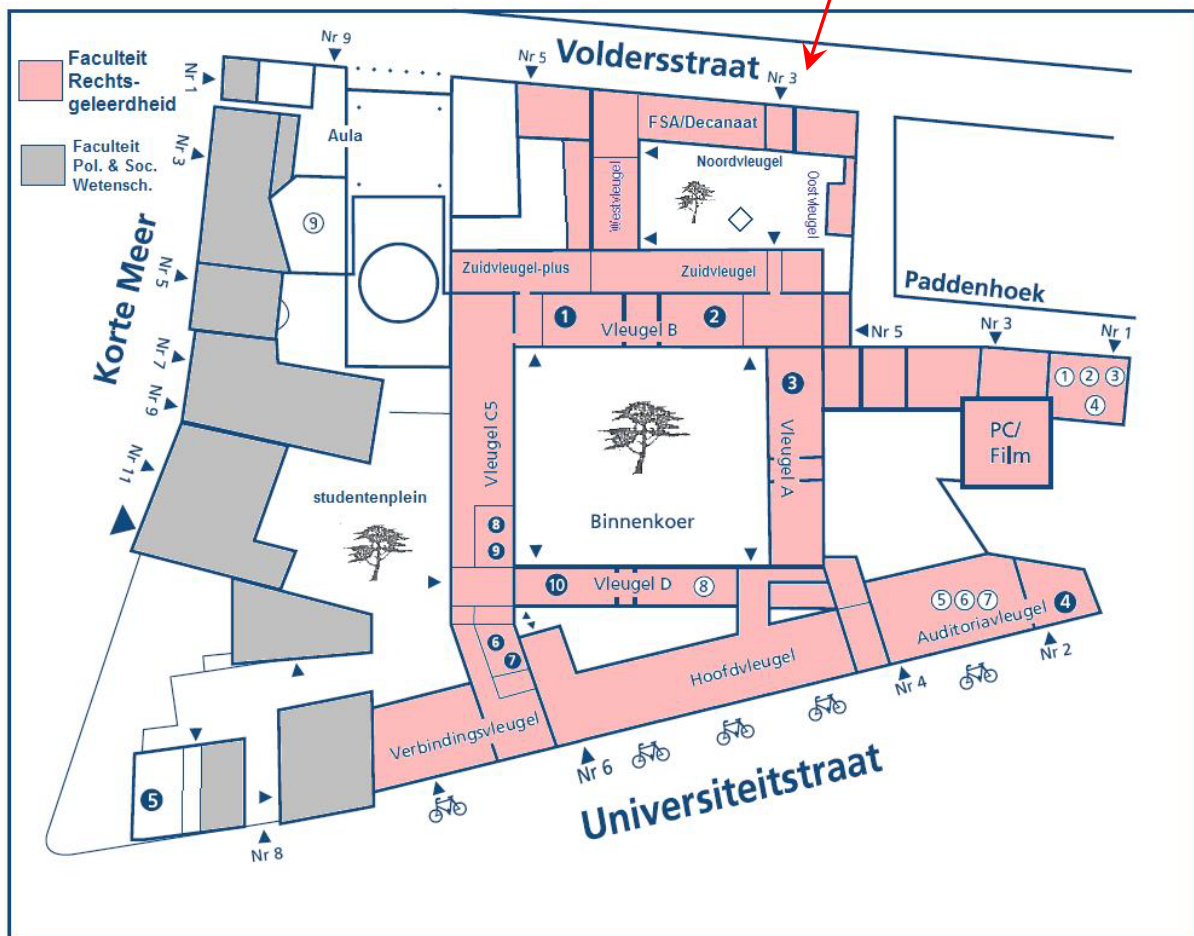 Faculteit
Rechts-
geleerdheid
Faculteit
Pol. & Soc.
Wetensch.
Nr 1
Nr 9
Nr 5
Voldersstraat
Nr 3
Nr 3
Aula
FSA/Decanaat
Noordvleugel
Westvleugel
Oostvleugel
9
Korte Meer
Nr 5
Zuidvleugel-plus
Zuidvleugel
Paddenhoek
1
Vleugel B
2
Nr 5
Nr 3
Nr 1
Nr 7
Nr 9
Nr 11
Vleugel C5
3
Vleugel A
1 2 3
4
PC/
Film
studentenplein
Binnenkoer
8
9
10
Vleugel D
8
5 6 7
Auditoriavleugel
4
6
7
Hoofdvleugel
Nr 4
Nr 2
Verbindingsvleugel
Nr 6
Universiteitstraat
5
Nr 8